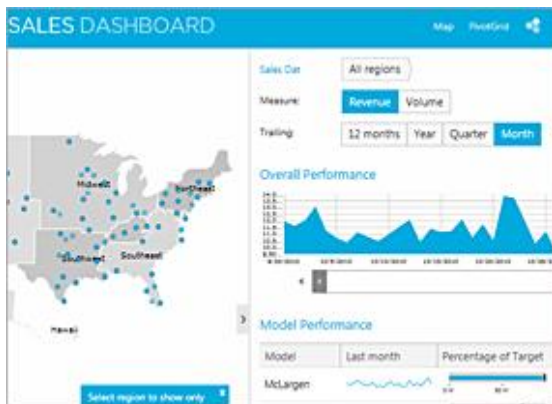 SALES DASHBOARD
Map PivotGrid
Sales Dat All regions
Measure: Revenue Volume
Trailing: 12 months Year Quarter Month
Overall Performance
Midwest
Northeast
Southwest
Southeast
Hawaii
Model Performance
Model Last month Percentage of Target
McLargen
Select region to show only